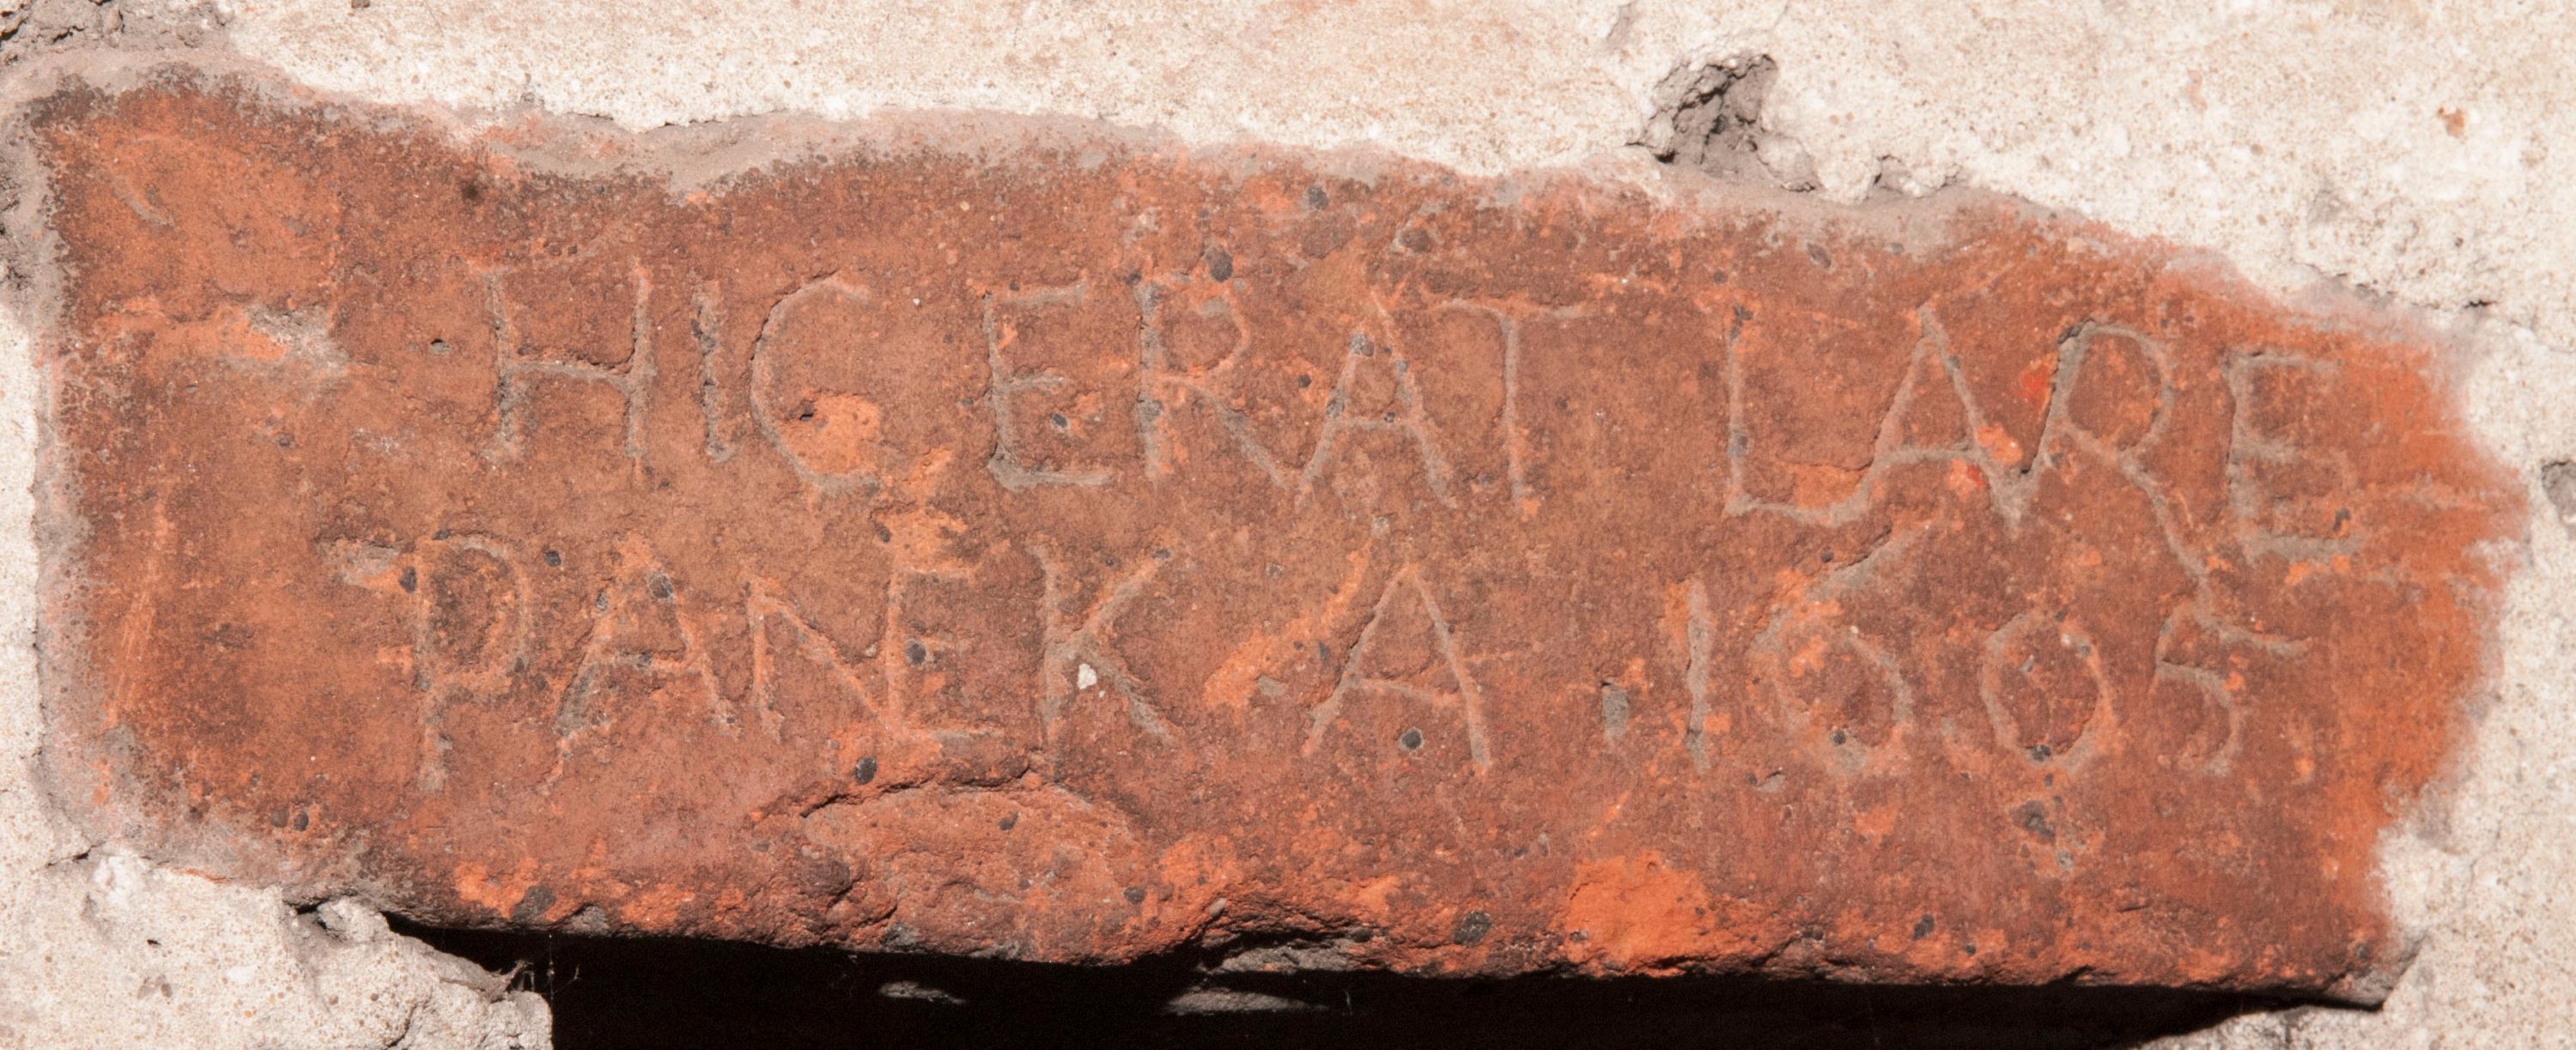 HIC ERAT LARE
PANEK A 1605